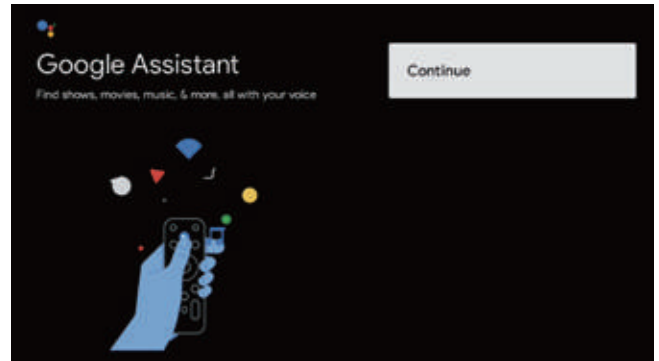 Google Assistant
Find shows, movies, music, & more, all with your voice
Continue